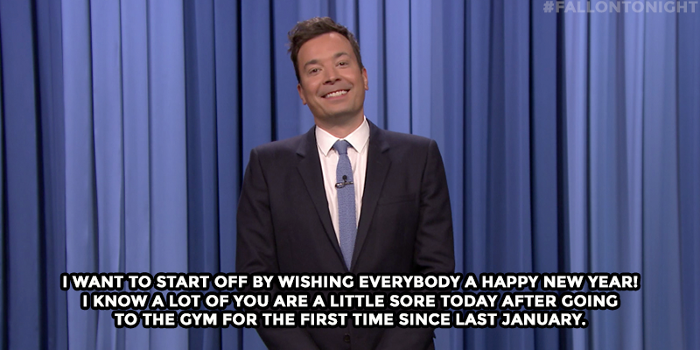 #FALLONTONIGHT
I WANT TO START OFF BY WISHING EVERYBODY A HAPPY NEW YEAR!
I KNOW A LOT OF YOU ARE A LITTLE SORE TODAY AFTER GOING
TO THE GYM FOR THE FIRST TIME SINCE LAST JANUARY.